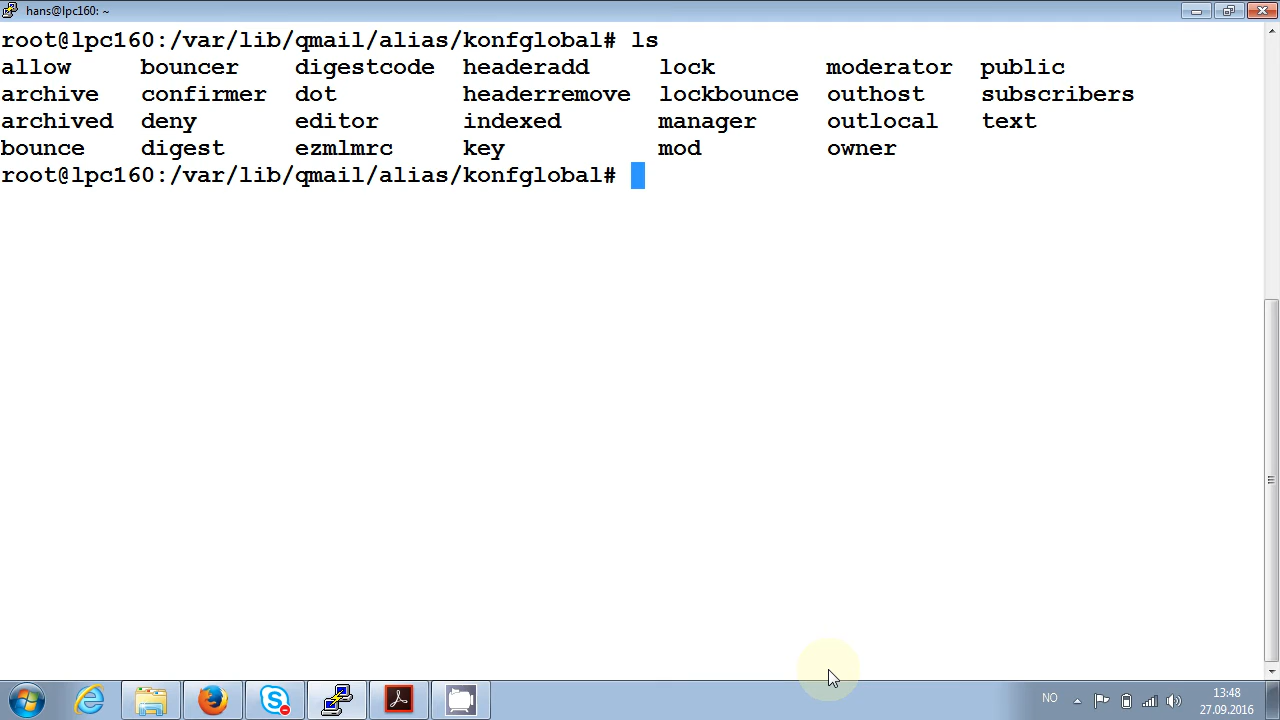 hans@lpc160: ~
root@lpc160:/var/lib/qmail/alias/konfglobal# ls
allow bouncer digestcode headeradd lock moderator public
archive confirmer dot headerremove lockbounce outhost subscribers
archived deny editor indexed manager outlocal text
bounce digest ezmlmrc key mod owner
root@lpc160:/var/lib/qmail/alias/konfglobal#
NO
13:48
27.09.2016